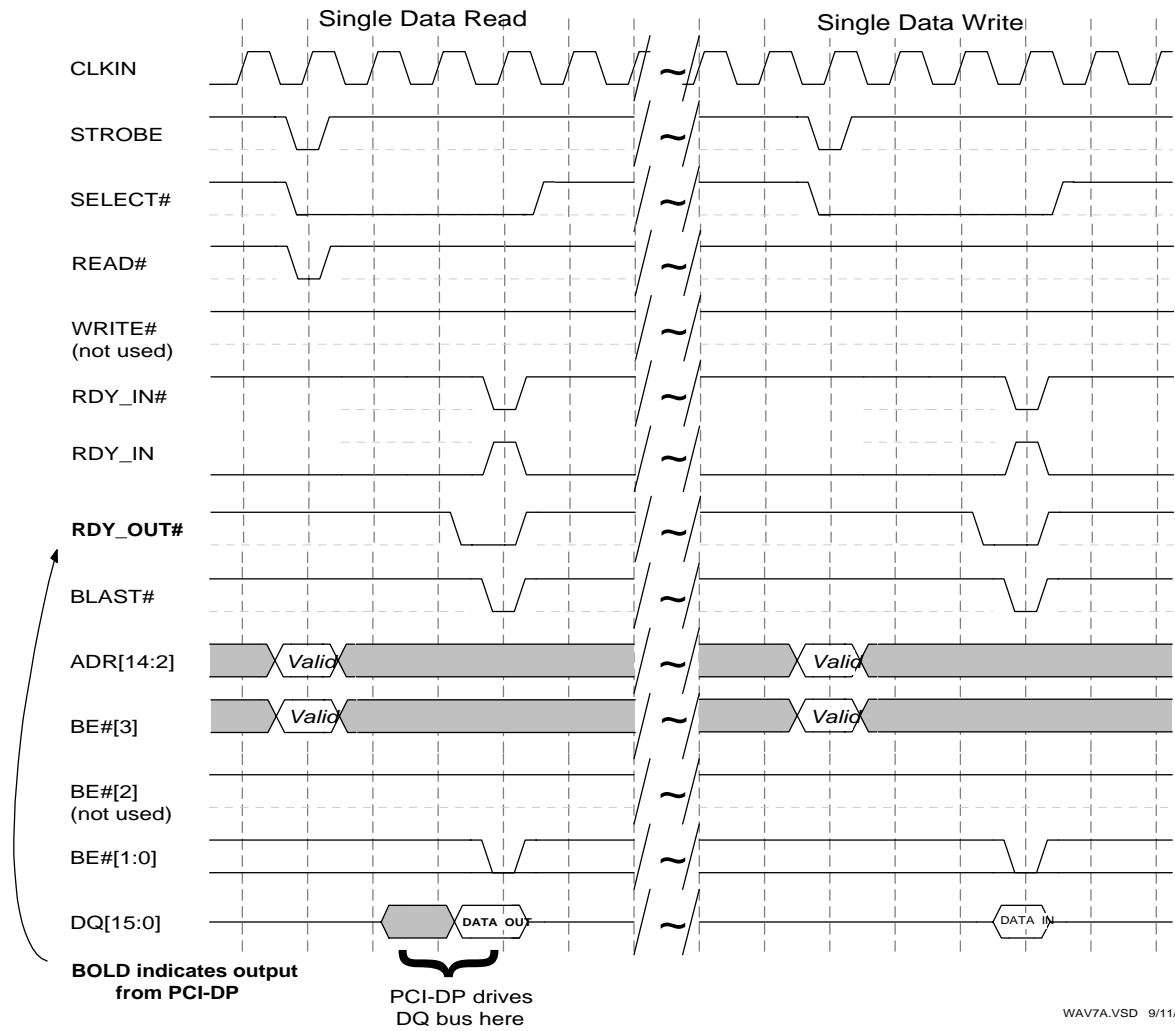 Single Data Read
Single Data Write
CLKIN
~
STROBE
~
SELECT#
~
READ#
~
WRITE#
(not used)
~
RDY_IN#
~
RDY_IN
~
RDY_OUT#
~
BLAST#
~
ADR[14:2]
Valid
~
Valid
BE#[3]
Valid
~
Valid
BE#[2]
(not used)
~
BE#[1:0]
~
DQ[15:0]
DATA OUT
~
DATA IN
BOLD indicates output
from PCI-DP
PCI-DP drives
DQ bus here
WAV7A.VSD 9/11/